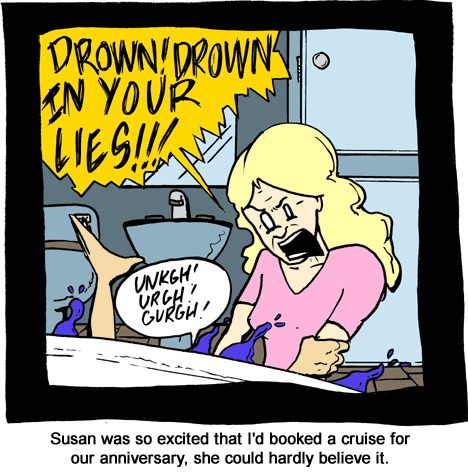 DROWN! DROWN
IN YOUR
LIES!!!
UNKGH!
URGH!
GURGH!
Susan was so excited that I'd booked a cruise for
our anniversary, she could hardly believe it.